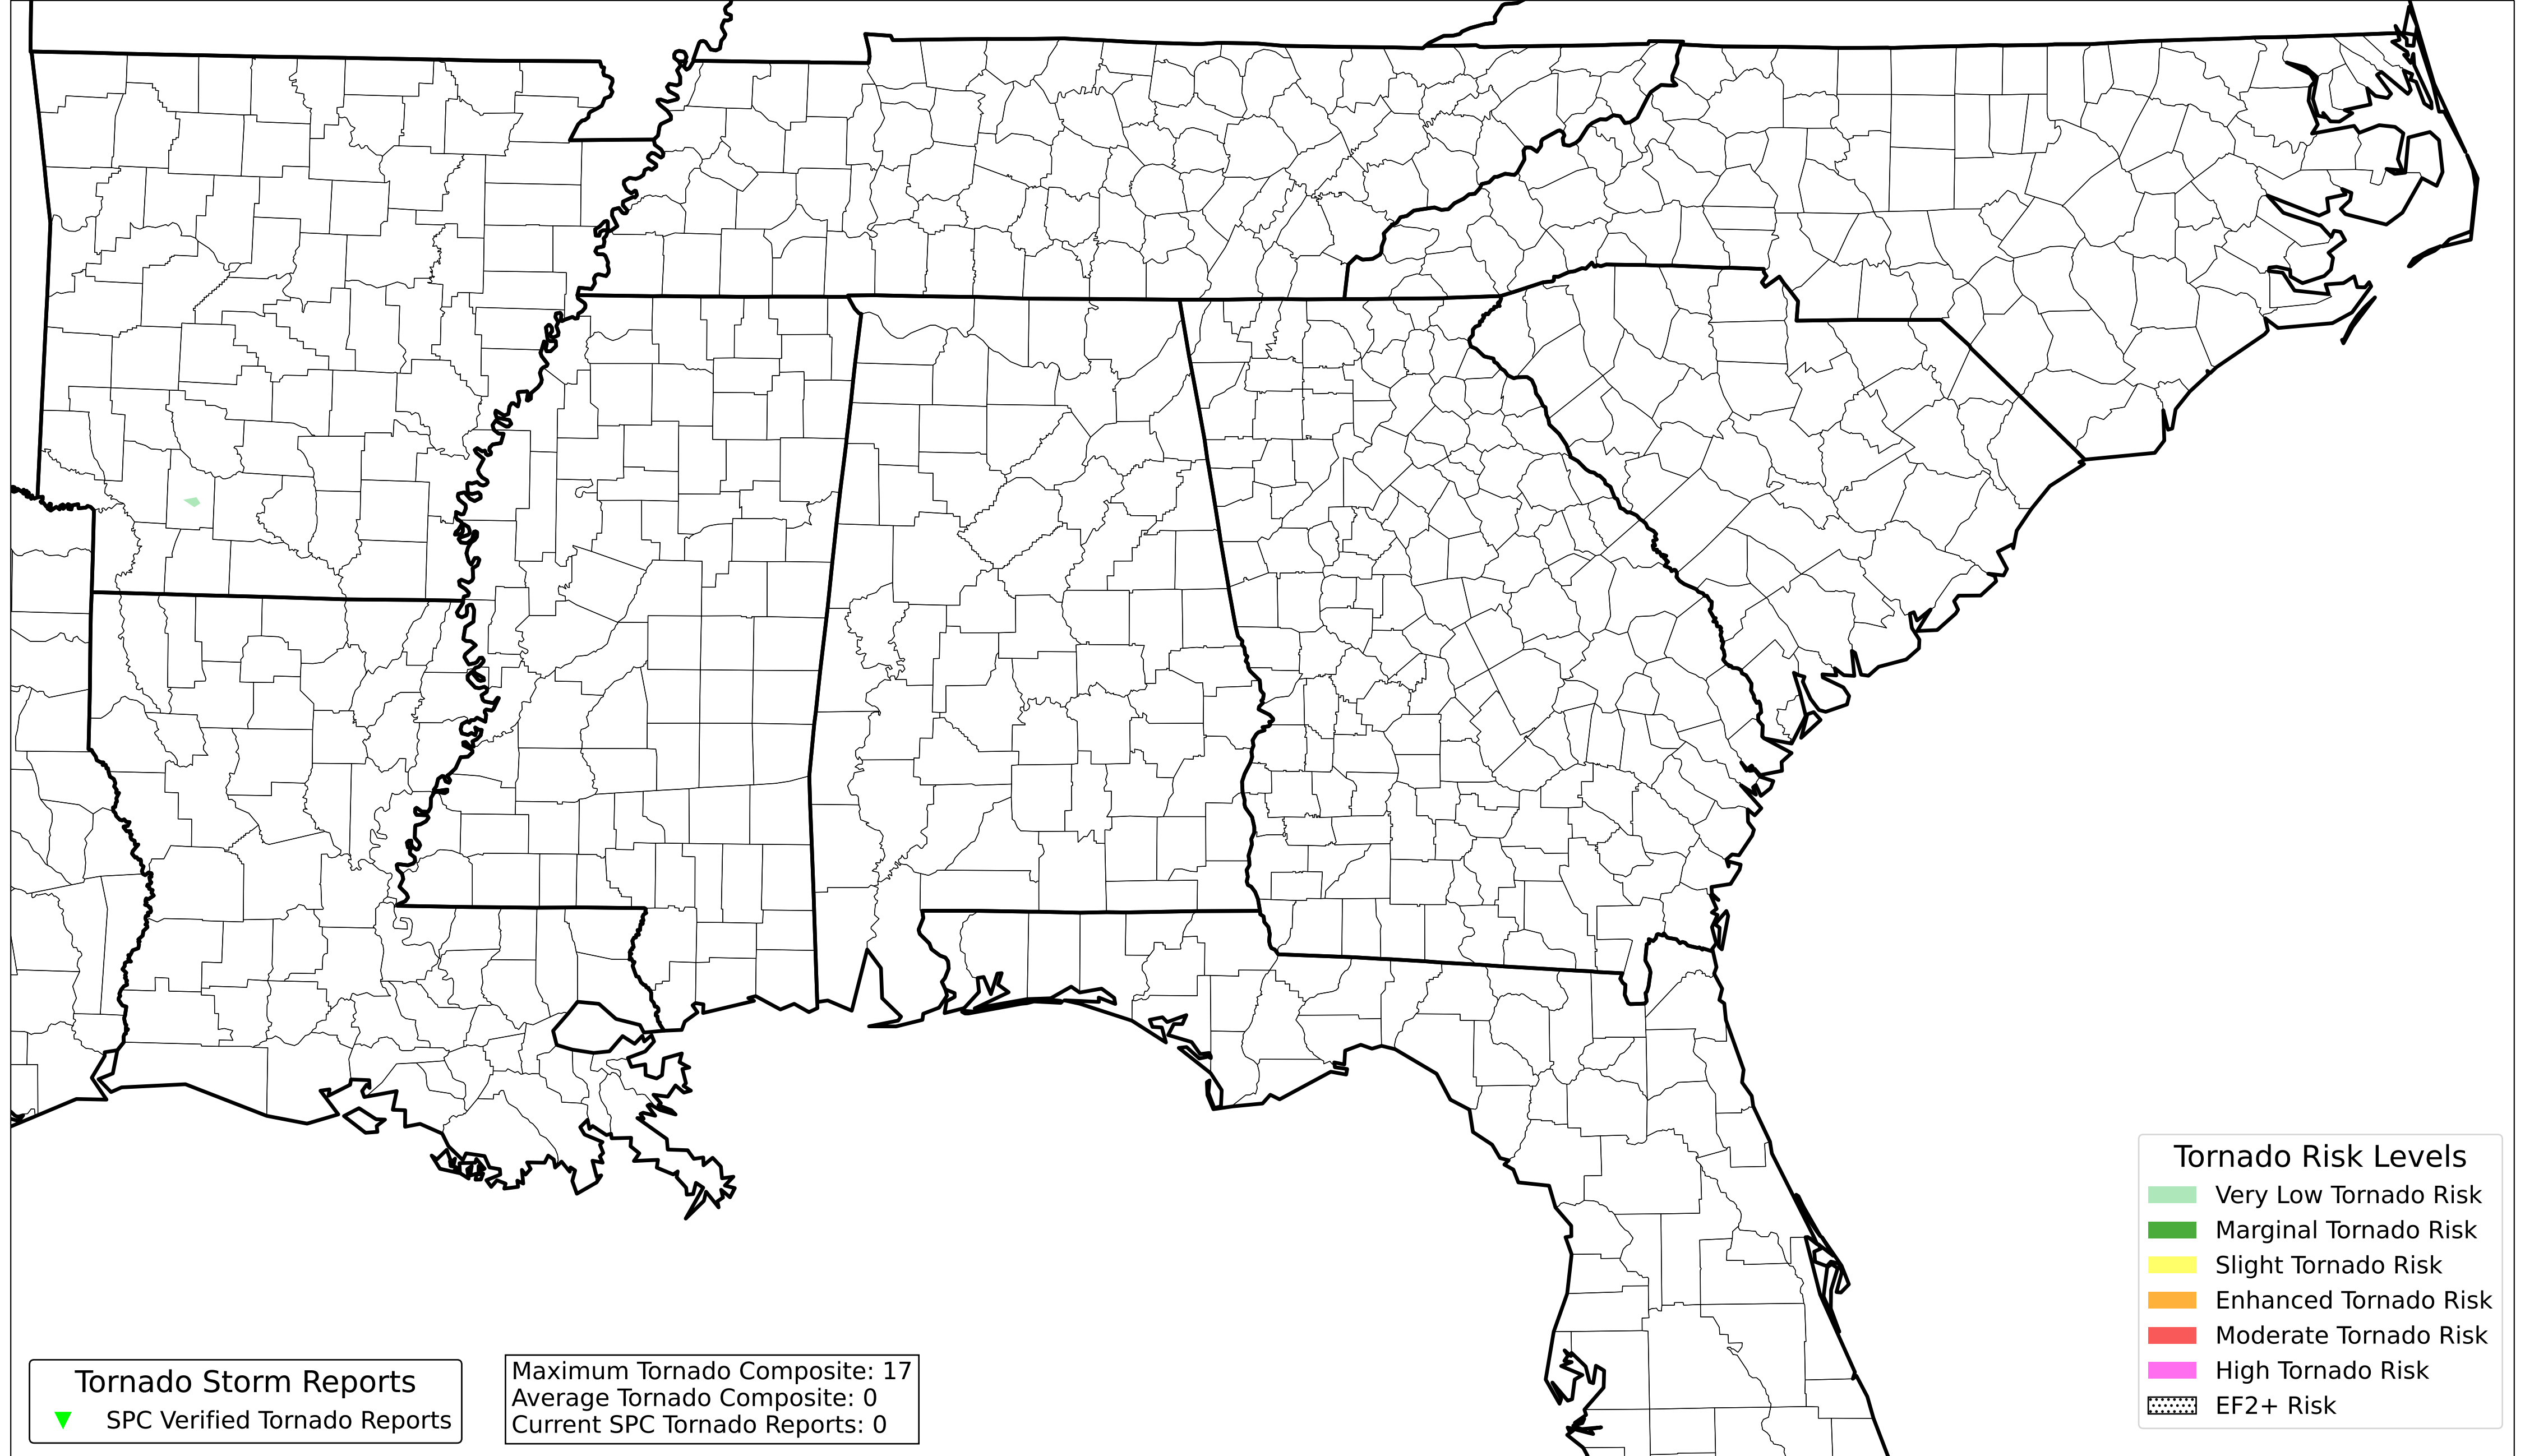 Tornado Risk Levels
Very Low Tornado Risk
Marginal Tornado Risk
Slight Tornado Risk
Enhanced Tornado Risk
Moderate Tornado Risk
High Tornado Risk
EF2+ Risk
Tornado Storm Reports
SPC Verified Tornado Reports
Maximum Tornado Composite: 17
Average Tornado Composite: 0
Current SPC Tornado Reports: 0